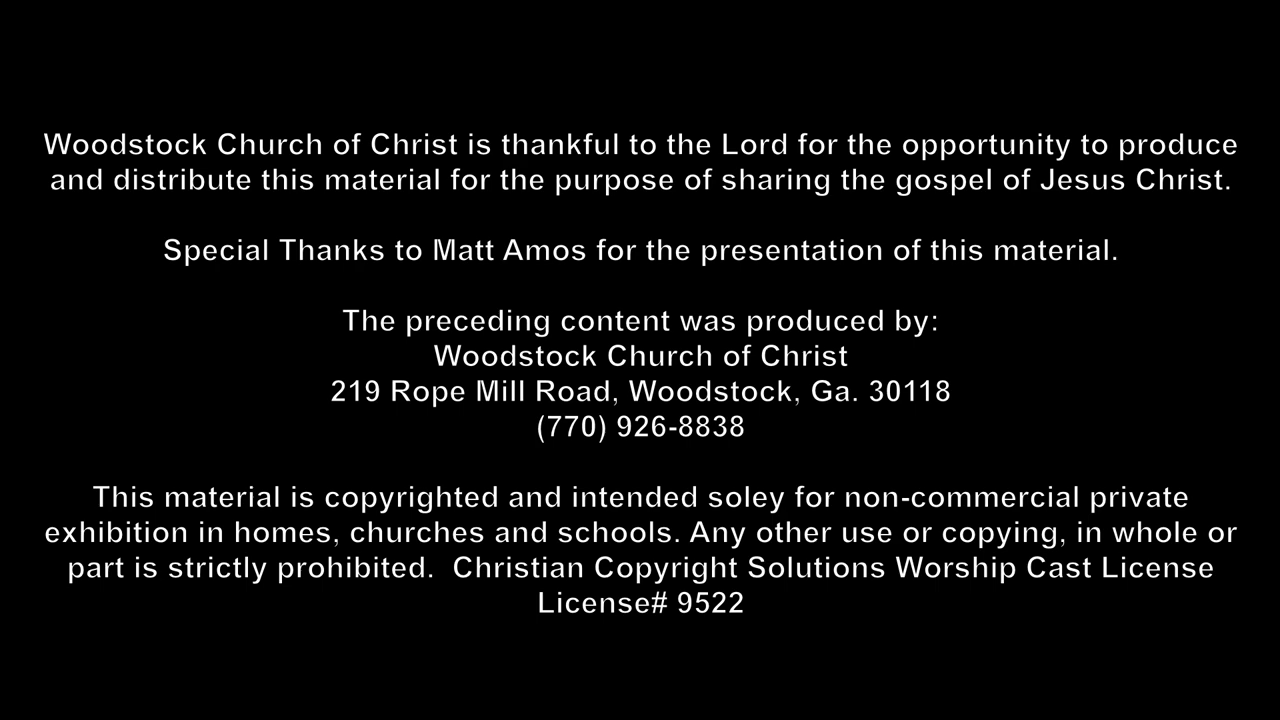 Woodstock Church of Christ is thankful to the Lord for the opportunity to produce
and distribute this material for the purpose of sharing the gospel of Jesus Christ.
Special Thanks to Matt Amos for the presentation of this material.
The preceding content was produced by:
Woodstock Church of Christ
219 Rope Mill Road, Woodstock, Ga. 30118
(770) 926-8838
This material is copyrighted and intended soley for non-commercial private
exhibition in homes, churches and schools. Any other use or copying, in whole or
part is strictly prohibited.  Christian Copyright Solutions Worship Cast License
License# 9522